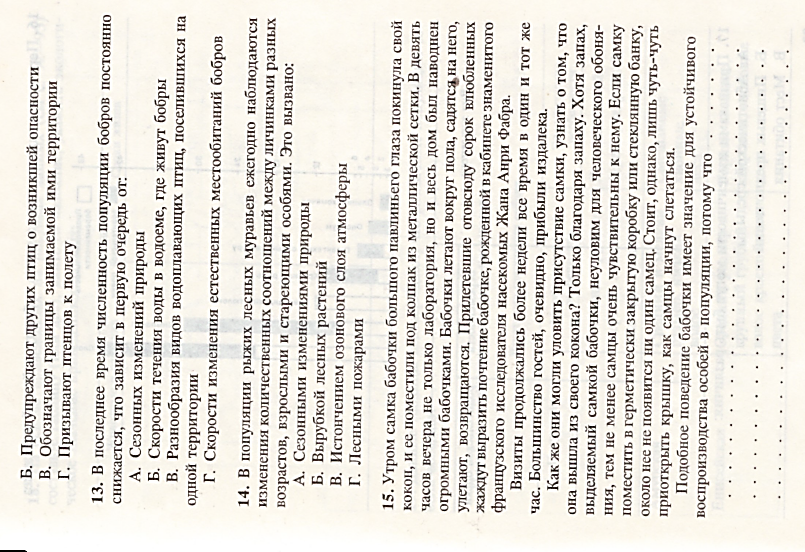 Б. Предупреждают других птиц о возникшей опасности
В. Обозначают границы занимаемой ими территории
Г. Призывают птенцов к полету
13. В последнее время численность популяции бобров постоянно
снижается, что зависит в первую очередь от:
А. Сезонных изменений природы
Б. Скорости течения воды в водоеме, где живут бобры
В. Разнообразия видов водоплавающих птиц, поселившихся на
одной территории
Г. Скорости изменения естественных местообитаний бобров
14. В популяции рыжих лесных муравьев ежегодно наблюдаются
изменения количественных соотношений между личинками разных
возрастов, взрослыми и стареющими особями. Это вызвано:
А. Сезонными изменениями природы
Б. Вырубкой лесных растений
В. Истончением озонового слоя атмосферы
Г. Лесными пожарами
15. Утром самка бабочки большого павлиньего глаза покинула свой
кокон, и ее поместили под колпак из металлической сетки. В девять
часов вечера не только лаборатория, но и весь дом был наводнен
огромными бабочками. Бабочки летают вокруг пола, садятся на него,
улетают, возвращаются. Прилетевшие отовсюду сорок влюбленных
жаждут выразить почтение бабочке, рожденной в кабинете знаменитого
французского исследователя насекомых Жана Анри Фабра.
Визиты продолжались более недели все время в один и тот же
час. Большинство гостей, очевидно, прибыли издалека.
Как же они могли уловить присутствие самки, узнать о том, что
она вышла из своего кокона? Только благодаря запаху. Хотя запах,
выделяемый самкой бабочки, неуловим для человеческого обоня-
ния, тем не менее самцы очень чувствительны к нему. Если самку
поместить в герметически закрытую коробку или стеклянную банку,
около нее не появится ни один самец. Стоит, однако, лишь чуть-чуть
приоткрыть крышку, как самцы начнут слетаться.
Подобное поведение бабочки имеет значение для устойчивого
воспроизводства особей в популяции, потому что . . . . . . . . . .